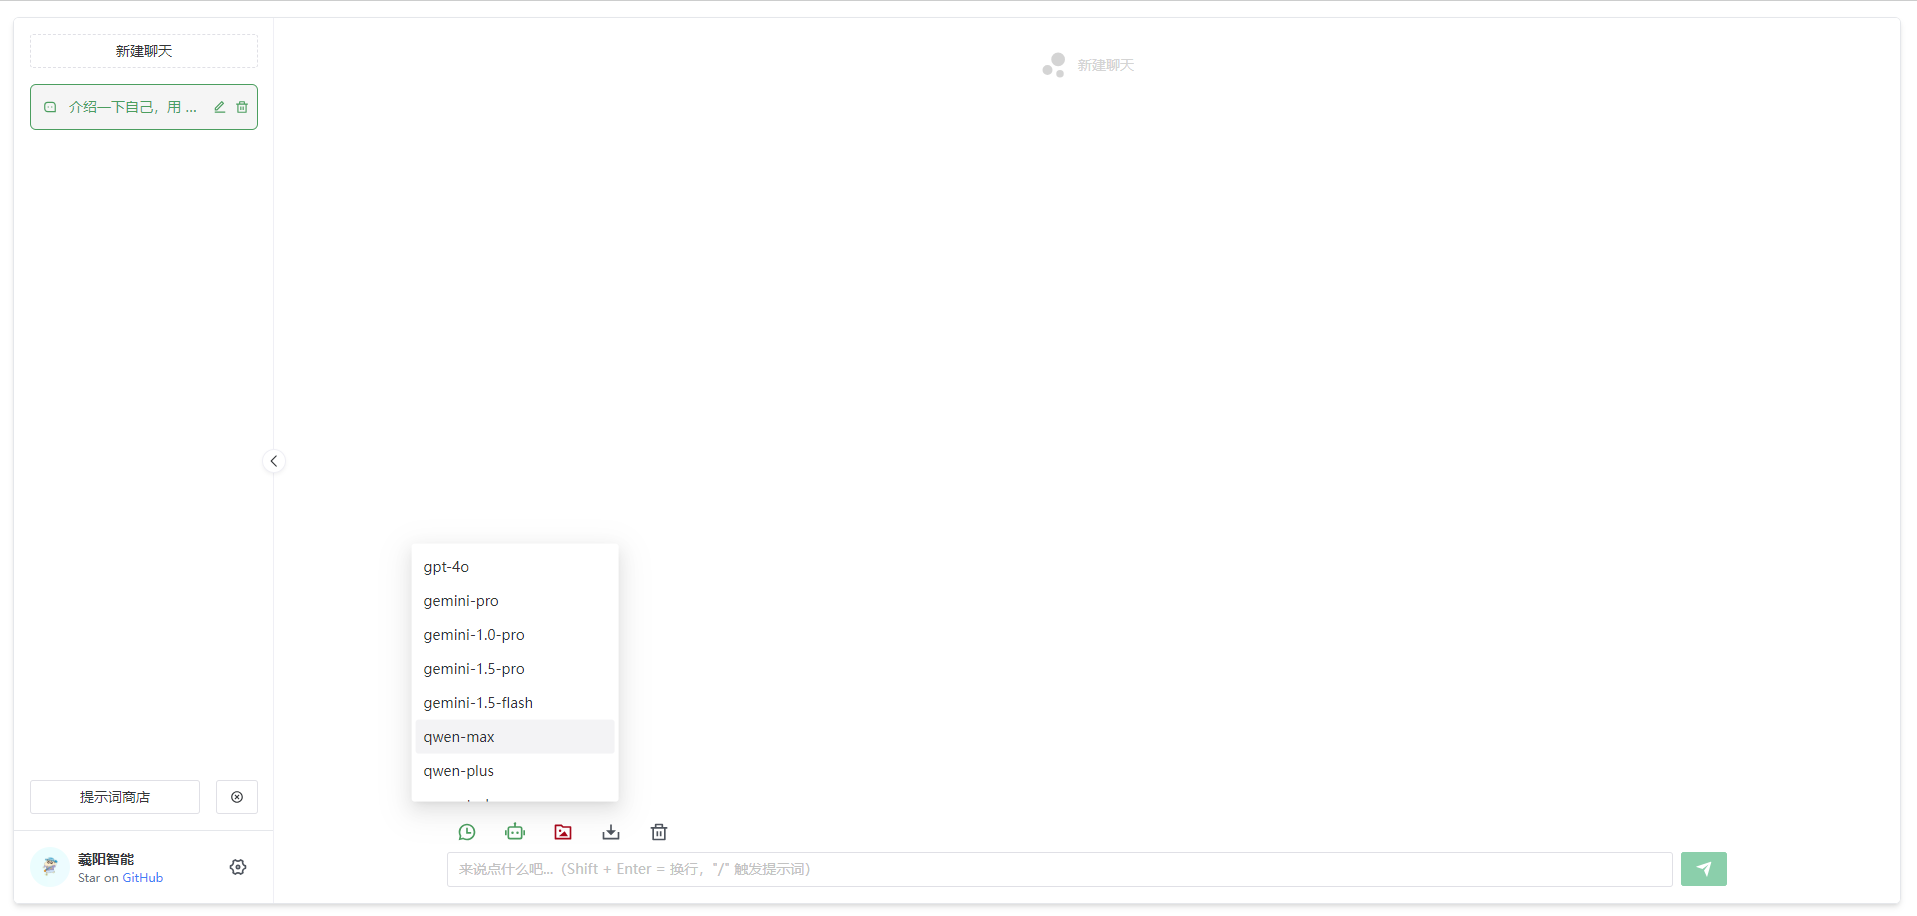 新建聊天
介绍一下自己，用 ...
新建聊天
gpt-4o
gemini-pro
gemini-1.0-pro
gemini-1.5-pro
gemini-1.5-flash
qwen-max
qwen-plus
提示词商店
羲阳智能
Star on GitHub
来说点什么吧...（Shift + Enter = 换行，"/" 触发提示词）